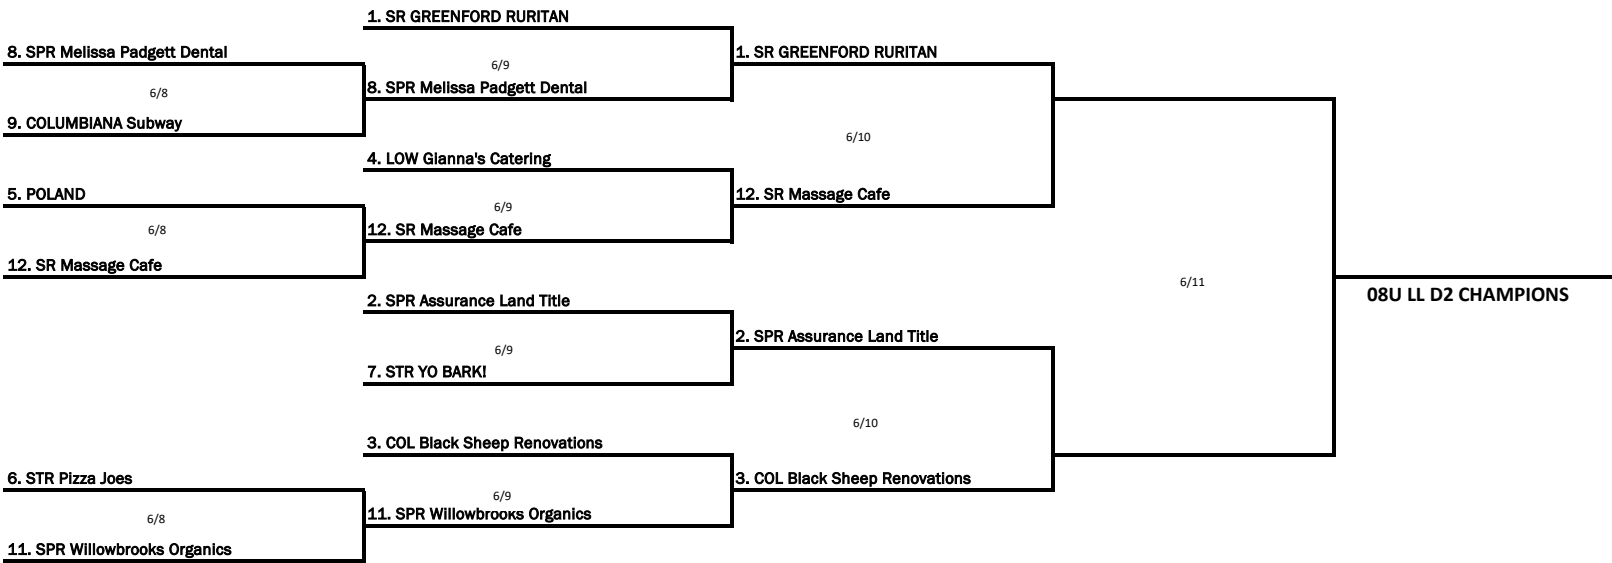 1. SR GREENFORD RURITAN
8. SPR Melissa Padgett Dental
1. SR GREENFORD RURITAN
6/9
8. SPR Melissa Padgett Dental
6/8
9. COLUMBIANA Subway
6/10
4. LOW Gianna's Catering
5. POLAND
12. SR Massage Cafe
6/9
6/8
12. SR Massage Cafe
12. SR Massage Cafe
6/11
08U LL D2 CHAMPIONS
2. SPR Assurance Land Title
2. SPR Assurance Land Title
6/9
7. STR YO BARK!
6/10
3. COL Black Sheep Renovations
6. STR Pizza Joes
3. COL Black Sheep Renovations
6/9
11. SPR Willowbrooks Organics
6/8
11. SPR Willowbrooks Organics